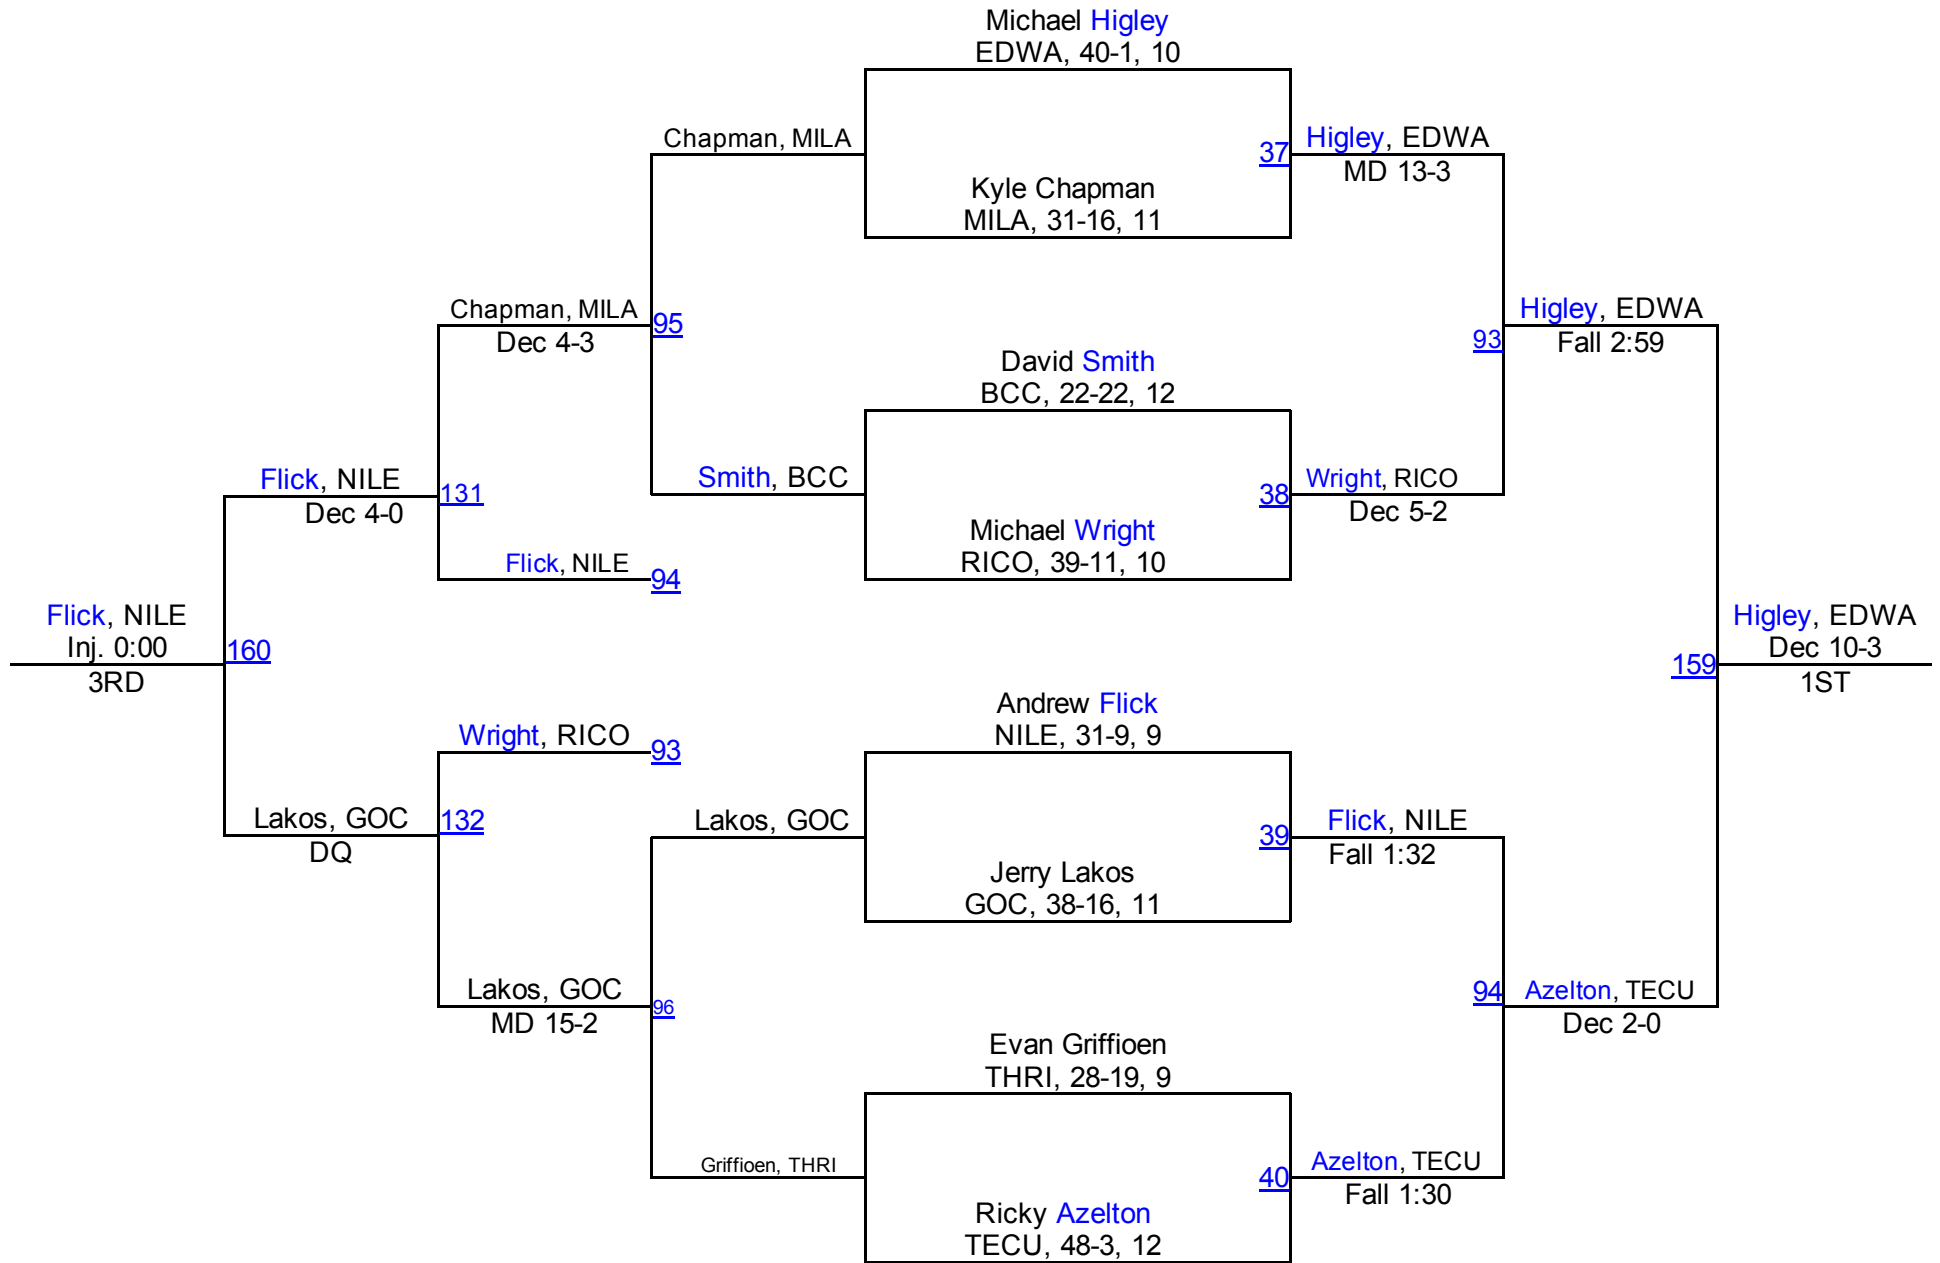 Michael Higley
EDWA, 40-1, 10
Chapman, MILA
37
Higley, EDWA
MD 13-3
Kyle Chapman
MILA, 31-16, 11
Chapman, MILA
Dec 4-3
95
Higley, EDWA
Fall 2:59
93
David Smith
BCC, 22-22, 12
Flick, NILE
Dec 4-0
131
Smith, BCC
38
Wright, RICO
Dec 5-2
Michael Wright
RICO, 39-11, 10
Flick, NILE
94
Flick, NILE
Inj. 0:00
3RD
160
Higley, EDWA
Dec 10-3
1ST
159
Andrew Flick
NILE, 31-9, 9
Wright, RICO
93
Lakos, GOC
DQ
132
Lakos, GOC
39
Flick, NILE
Fall 1:32
Jerry Lakos
GOC, 38-16, 11
Lakos, GOC
MD 15-2
96
94
Azelton, TECU
Dec 2-0
Evan Griffioen
THRI, 28-19, 9
Griffioen, THRI
40
Azelton, TECU
Fall 1:30
Ricky Azelton
TECU, 48-3, 12